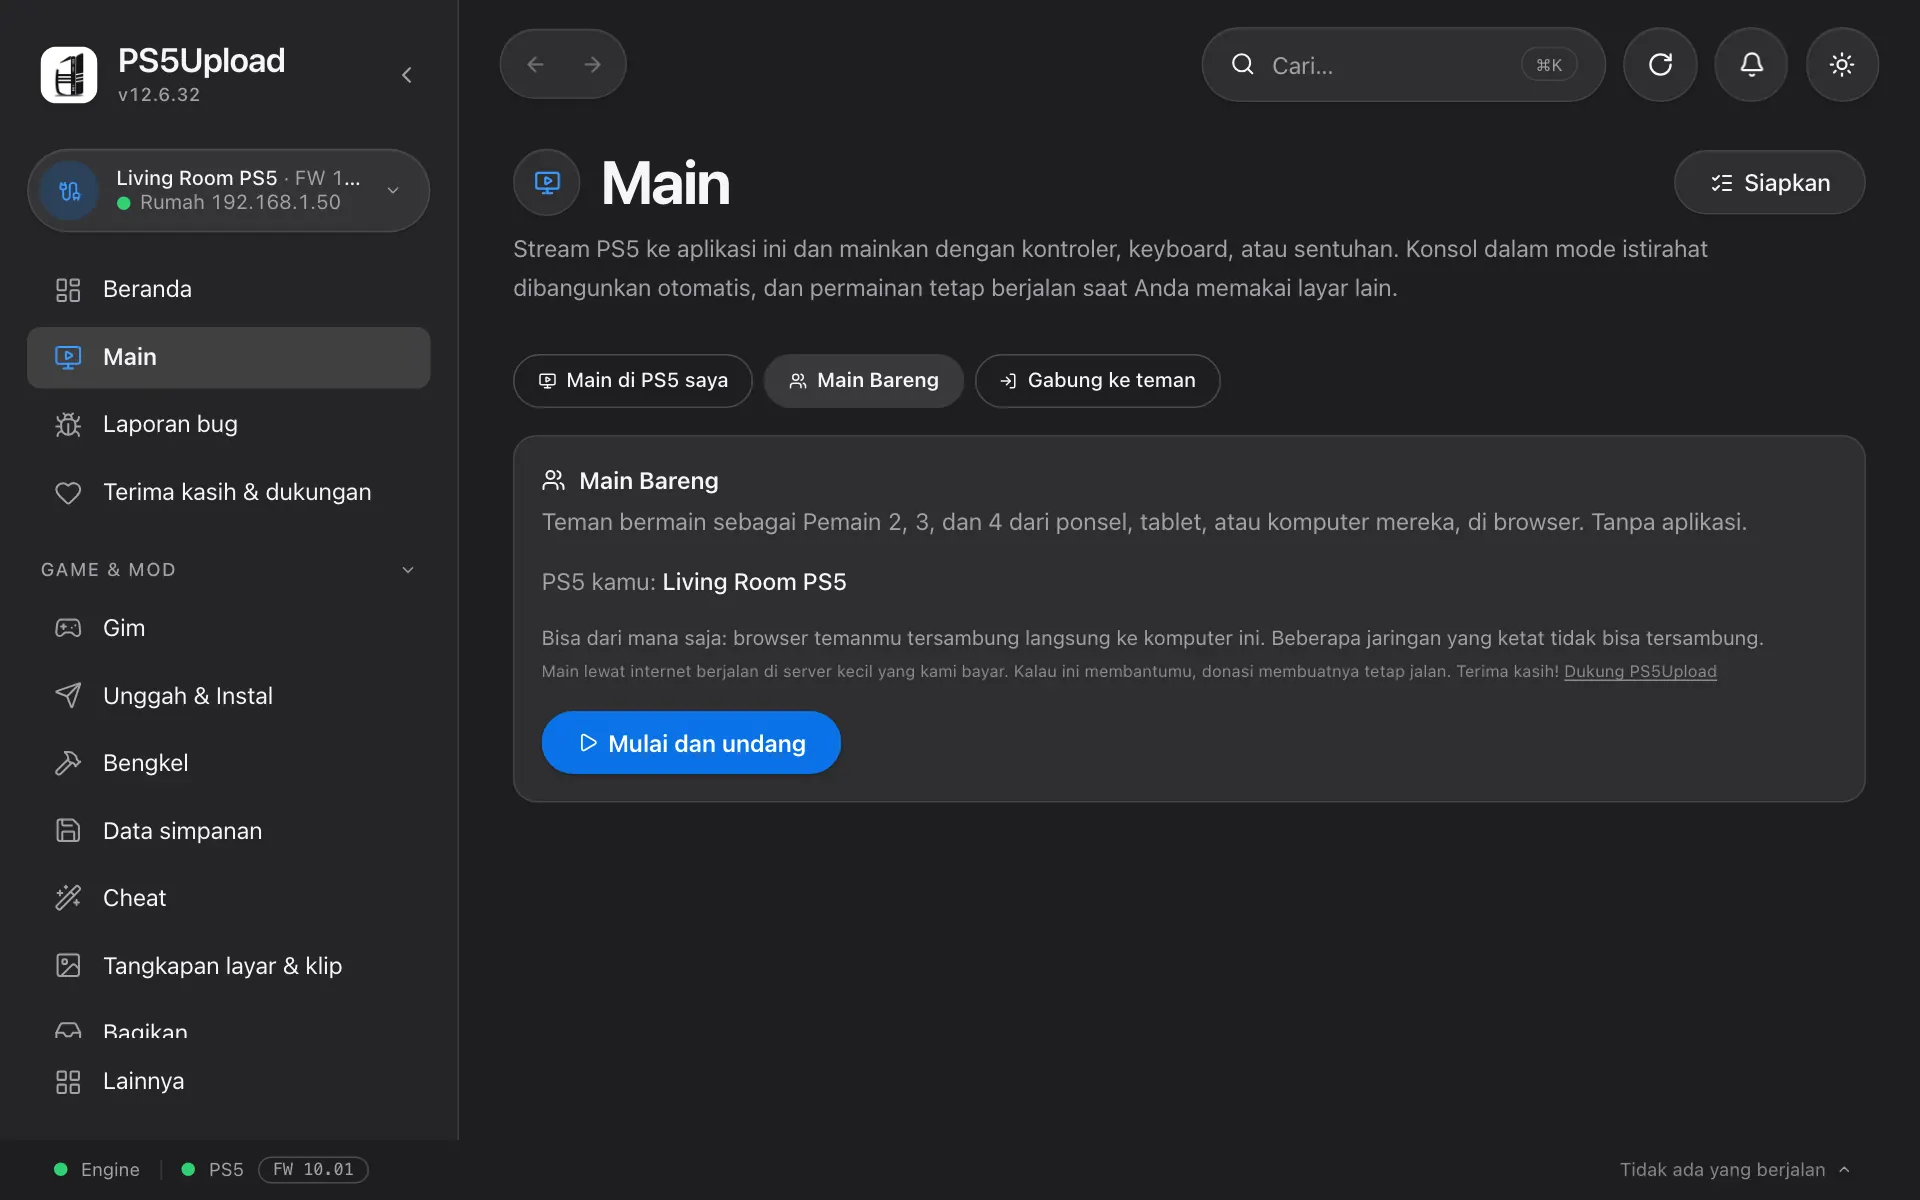 PS5Upload
v12.6.32
Living Room PS5 · FW 1...
Rumah 192.168.1.50
Beranda
Main
Laporan bug
Terima kasih & dukungan
GAME & MOD
Gim
Unggah & Instal
Bengkel
Data simpanan
Cheat
Tangkapan layar & klip
Bagikan
Lainnya
Cari...
⌘K
Main
Siapkan
Stream PS5 ke aplikasi ini dan mainkan dengan kontroler, keyboard, atau sentuhan. Konsol dalam mode istirahat
dibangunkan otomatis, dan permainan tetap berjalan saat Anda memakai layar lain.
Main di PS5 saya
Main Bareng
Gabung ke teman
Main Bareng
Teman bermain sebagai Pemain 2, 3, dan 4 dari ponsel, tablet, atau komputer mereka, di browser. Tanpa aplikasi.
PS5 kamu: Living Room PS5
Bisa dari mana saja: browser temanmu tersambung langsung ke komputer ini. Beberapa jaringan yang ketat tidak bisa tersambung.
Main lewat internet berjalan di server kecil yang kami bayar. Kalau ini membantumu, donasi membuatnya tetap jalan. Terima kasih! Dukung PS5Upload
Mulai dan undang
Engine
PS5
FW 10.01
Tidak ada yang berjalan